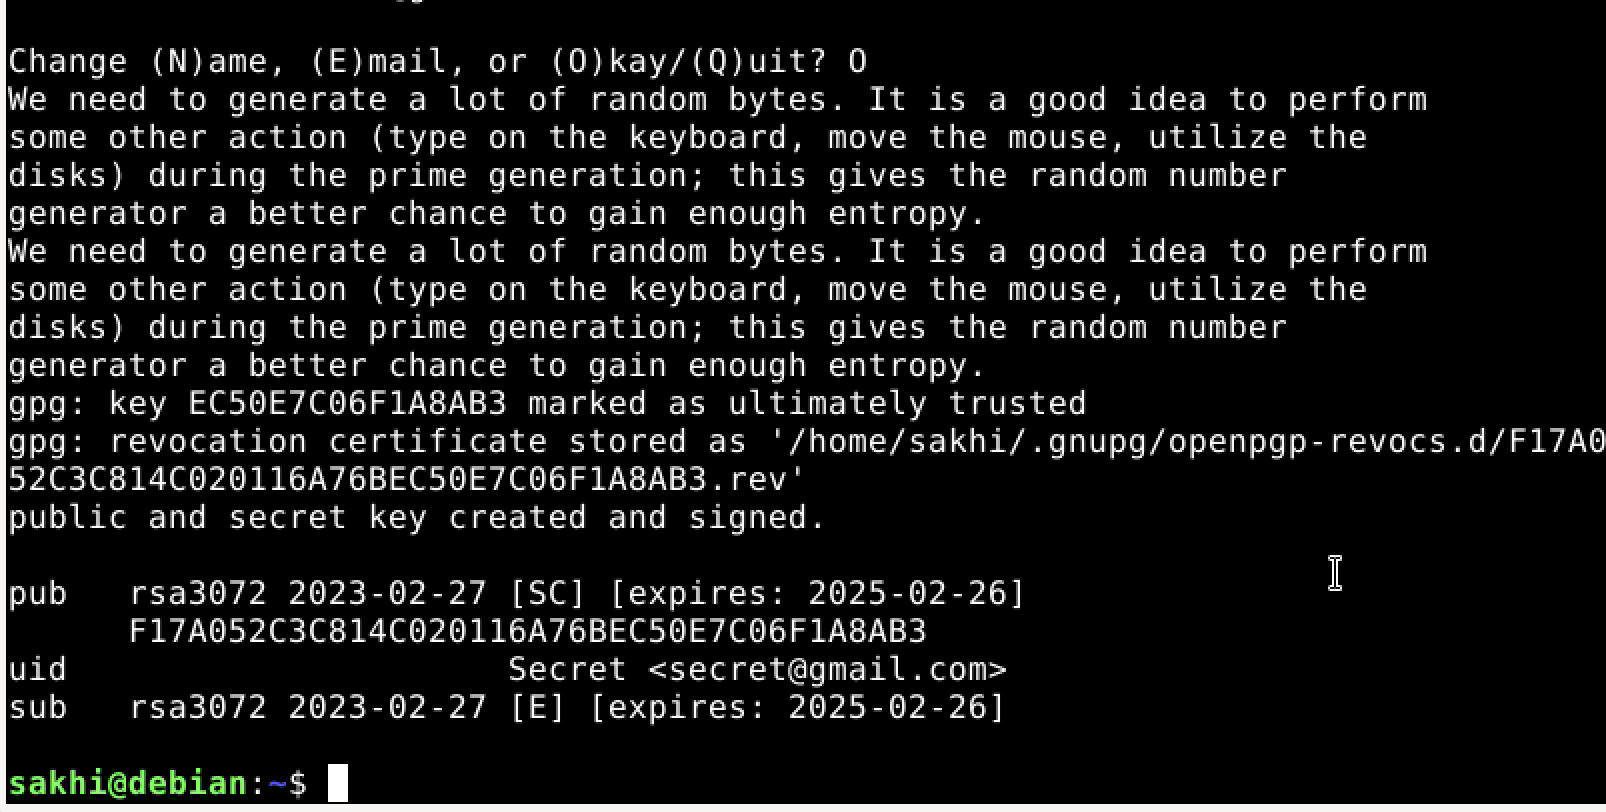 Change (N)ame, (E)mail, or (O)kay/(Q)uit? O
We need to generate a lot of random bytes. It is a good idea to perform
some other action (type on the keyboard, move the mouse, utilize the
disks) during the prime generation; this gives the random number
generator a better chance to gain enough entropy.
We need to generate a lot of random bytes. It is a good idea to perform
some other action (type on the keyboard, move the mouse, utilize the
disks) during the prime generation; this gives the random number
generator a better chance to gain enough entropy.
gpg: key EC50E7C06F1A8AB3 marked as ultimately trusted
gpg: revocation certificate stored as '/home/sakhi/.gnupg/openpgp-revocs.d/F17A0
52C3C814C020116A76BEC50E7C06F1A8AB3.rev'
public and secret key created and signed.
pub   rsa3072 2023-02-27 [SC] [expires: 2025-02-26]
      F17A052C3C814C020116A76BEC50E7C06F1A8AB3
uid                      Secret <secret@gmail.com>
sub   rsa3072 2023-02-27 [E] [expires: 2025-02-26]
sakhi@debian:~$